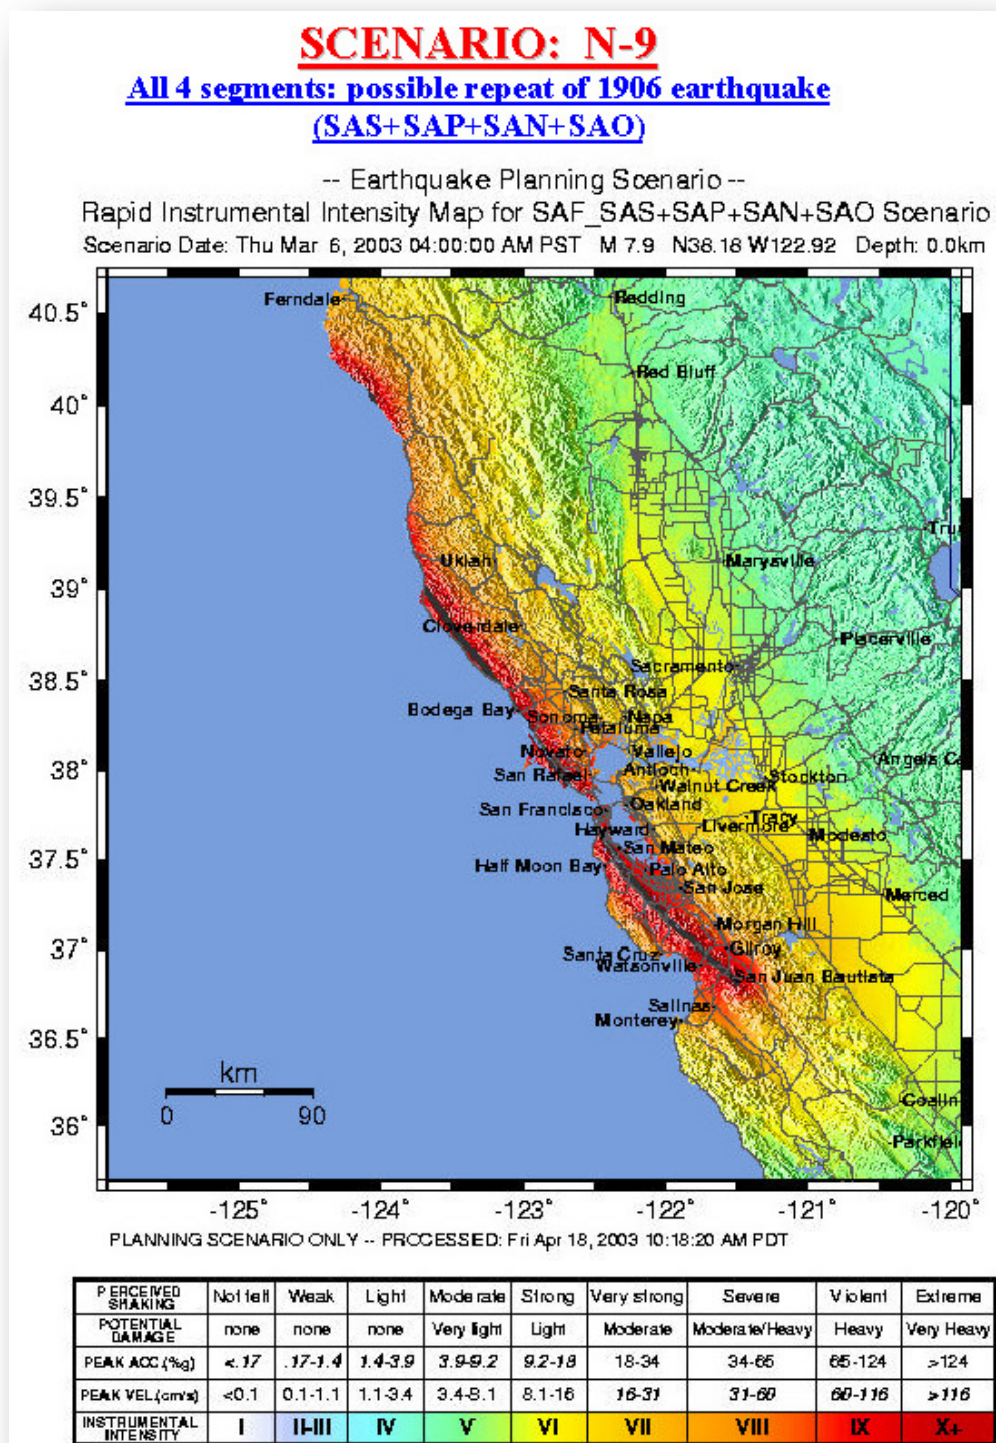 SCENARIO: N-9
All 4 segments: possible repeat of 1906 earthquake
(SAS+SAP+SAN+SAO)
-- Earthquake Planning Scenario --
Rapid Instrumental Intensity Map for SAF_SAS+SAP+SAN+SAO Scenario
Scenario Date: Thu Mar 6, 2003 04:00:00 AM PST M 7.9 N38.18 W122.92 Depth: 0.0km
Ferndale
Redding
40.5°
Red Bluff
40°
39.5°
Tru
Ukiah
Marysville
39°
Cloverdale
Placerville
Sacramento
38.5°
Santa Rosa
Bodega Bay
Sonoma
Napa
Petaluma
Novato
Vallejo
Angels Ca
38°
San Rafael
Antioch
Stockton
Walnut Creek
San Francisco
Oakland
Tracy
Hayward
Livermore
Modesto
San Mateo
37.5°
Half Moon Bay
Palo Alto
San Jose
Merced
Morgan Hill
37°
Santa Cruz
Gilroy
Watsonville
San Juan Bautista
Salinas
Monterey
36.5°
km
0 90
36°
Coalin
Parkfiel
-125° -124° -123° -122° -121° -120°
PLANNING SCENARIO ONLY -- PROCESSED: Fri Apr 18, 2003 10:18:20 AM PDT
PERCEIVED SHAKING Not felt Weak Light Moderate Strong Very strong Severe Violent Extreme
POTENTIAL DAMAGE none none none Very light Light Moderate Moderate/Heavy Heavy Very Heavy
PEAK ACC.(%g) <.17 .17-1.4 1.4-3.9 3.9-9.2 9.2-18 18-34 34-65 65-124 >124
PEAK VEL.(cm/s) <0.1 0.1-1.1 1.1-3.4 3.4-8.1 8.1-16 16-31 31-60 60-116 >116
INSTRUMENTAL INTENSITY I II-III IV V VI VII VIII IX X+